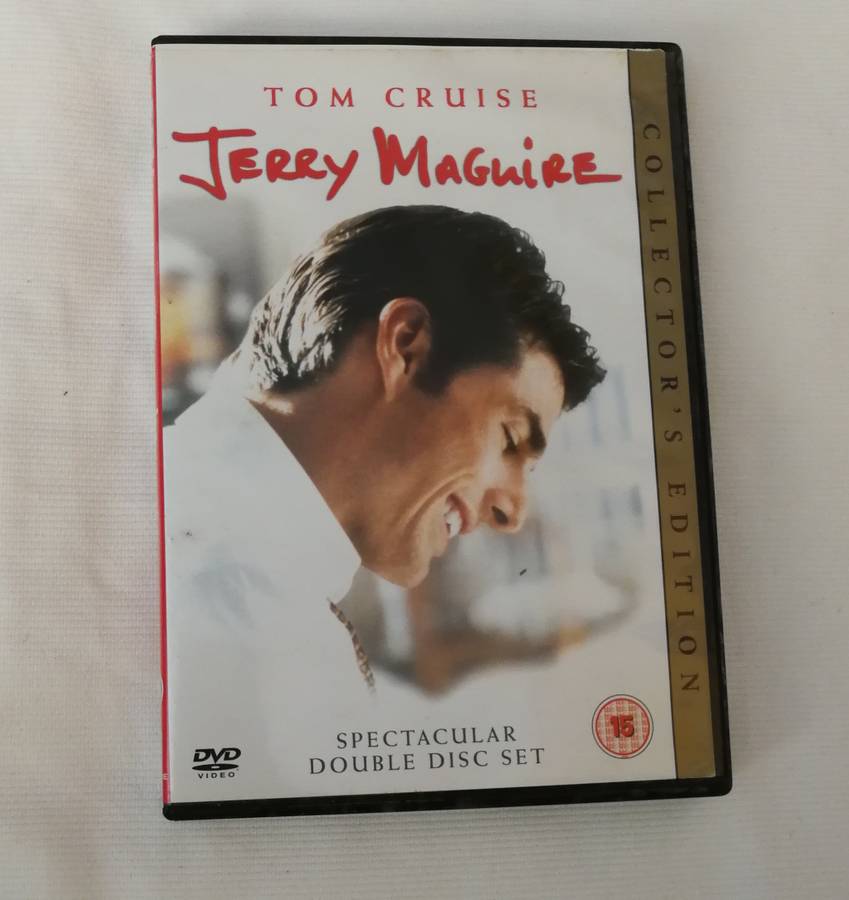 TOM CRUISE
JERRY MAGUIRE
COLLECTOR'S EDITION
SPECTACULAR
DOUBLE DISC SET
15
DVD
VIDEO